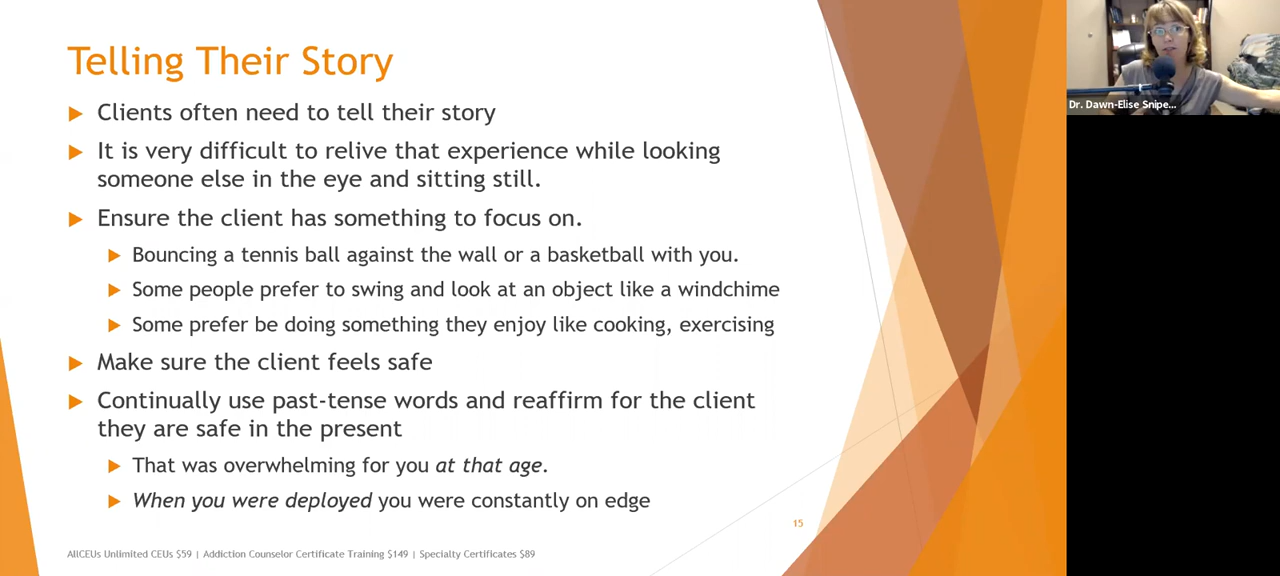 Telling Their Story
Clients often need to tell their story
It is very difficult to relive that experience while looking
someone else in the eye and sitting still.
Ensure the client has something to focus on.
Bouncing a tennis ball against the wall or a basketball with you.
Some people prefer to swing and look at an object like a windchime
Some prefer be doing something they enjoy like cooking, exercising
Make sure the client feels safe
Continually use past-tense words and reaffirm for the client
they are safe in the present
That was overwhelming for you at that age.
When you were deployed you were constantly on edge
15
AllCEUs Unlimited CEUs $59 | Addiction Counselor Certificate Training $149 | Specialty Certificates $89
Dr. Dawn-Elise Snipe...